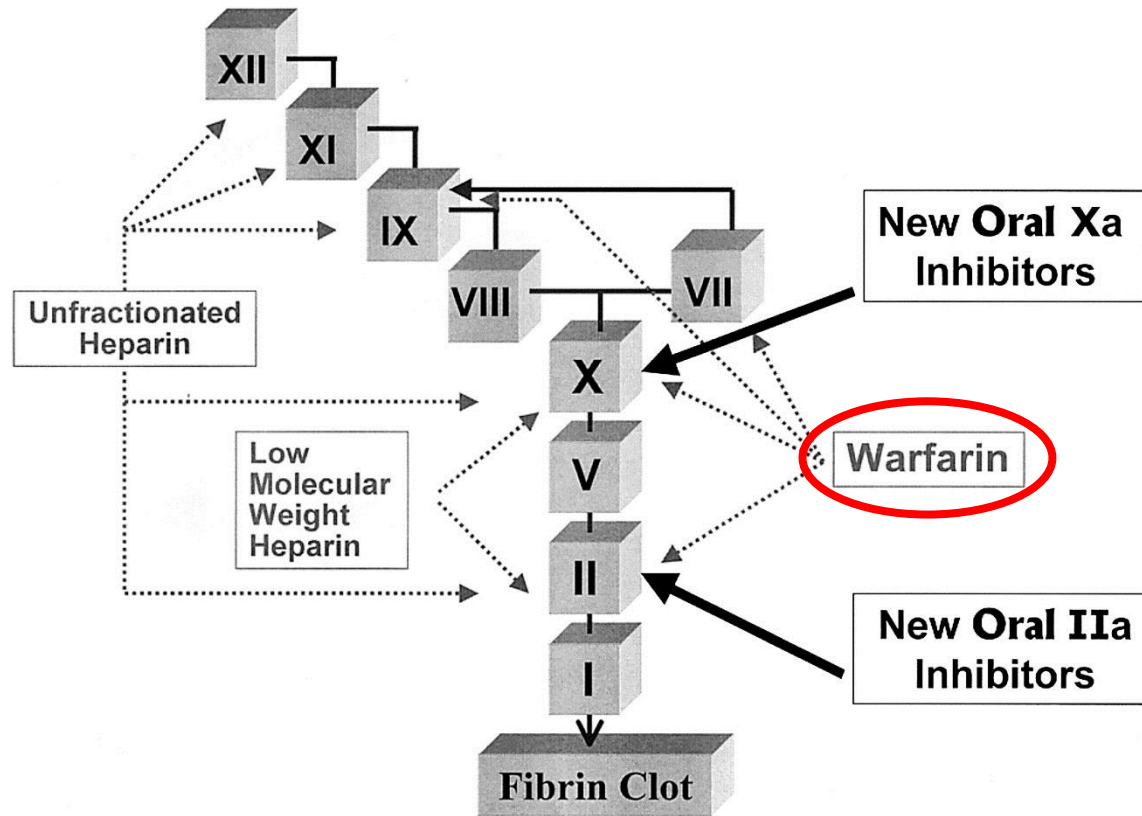 XII
XI
IX
VIII
VII
New Oral Xa
Inhibitors
Unfractionated
Heparin
X
Low
Molecular
Weight
Heparin
V
Warfarin
II
New Oral IIa
Inhibitors
I
Fibrin Clot